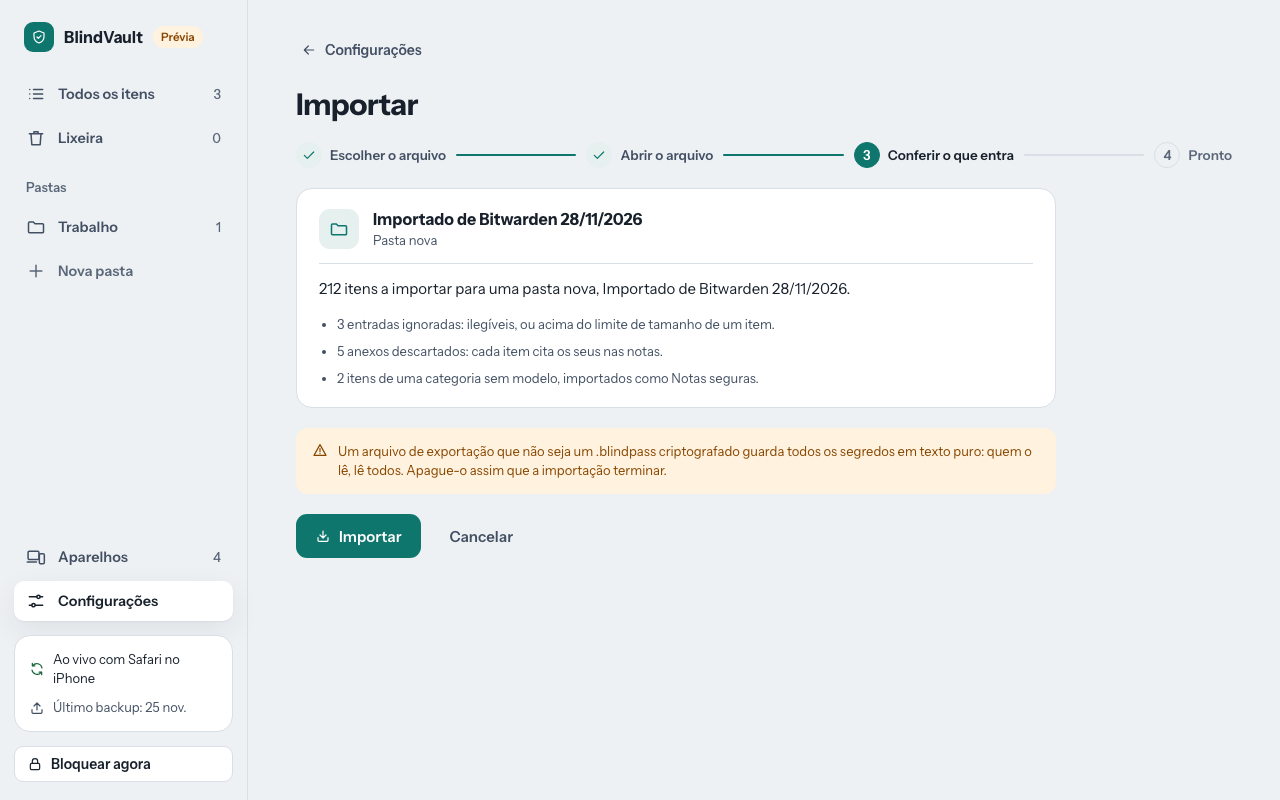 BlindVault Prévia
Todos os itens 3
Lixeira 0
Pastas
Trabalho 1
Nova pasta
Aparelhos 4
Configurações
Ao vivo com Safari no
iPhone
Último backup: 25 nov.
Bloquear agora
Configurações
Importar
Escolher o arquivo
Abrir o arquivo
3 Conferir o que entra
4 Pronto
Importado de Bitwarden 28/11/2026
Pasta nova
212 itens a importar para uma pasta nova, Importado de Bitwarden 28/11/2026.
• 3 entradas ignoradas: ilegíveis, ou acima do limite de tamanho de um item.
• 5 anexos descartados: cada item cita os seus nas notas.
• 2 itens de uma categoria sem modelo, importados como Notas seguras.
Um arquivo de exportação que não seja um .blindpass criptografado guarda todos os segredos em texto puro: quem o
lê, lê todos. Apague-o assim que a importação terminar.
Importar
Cancelar